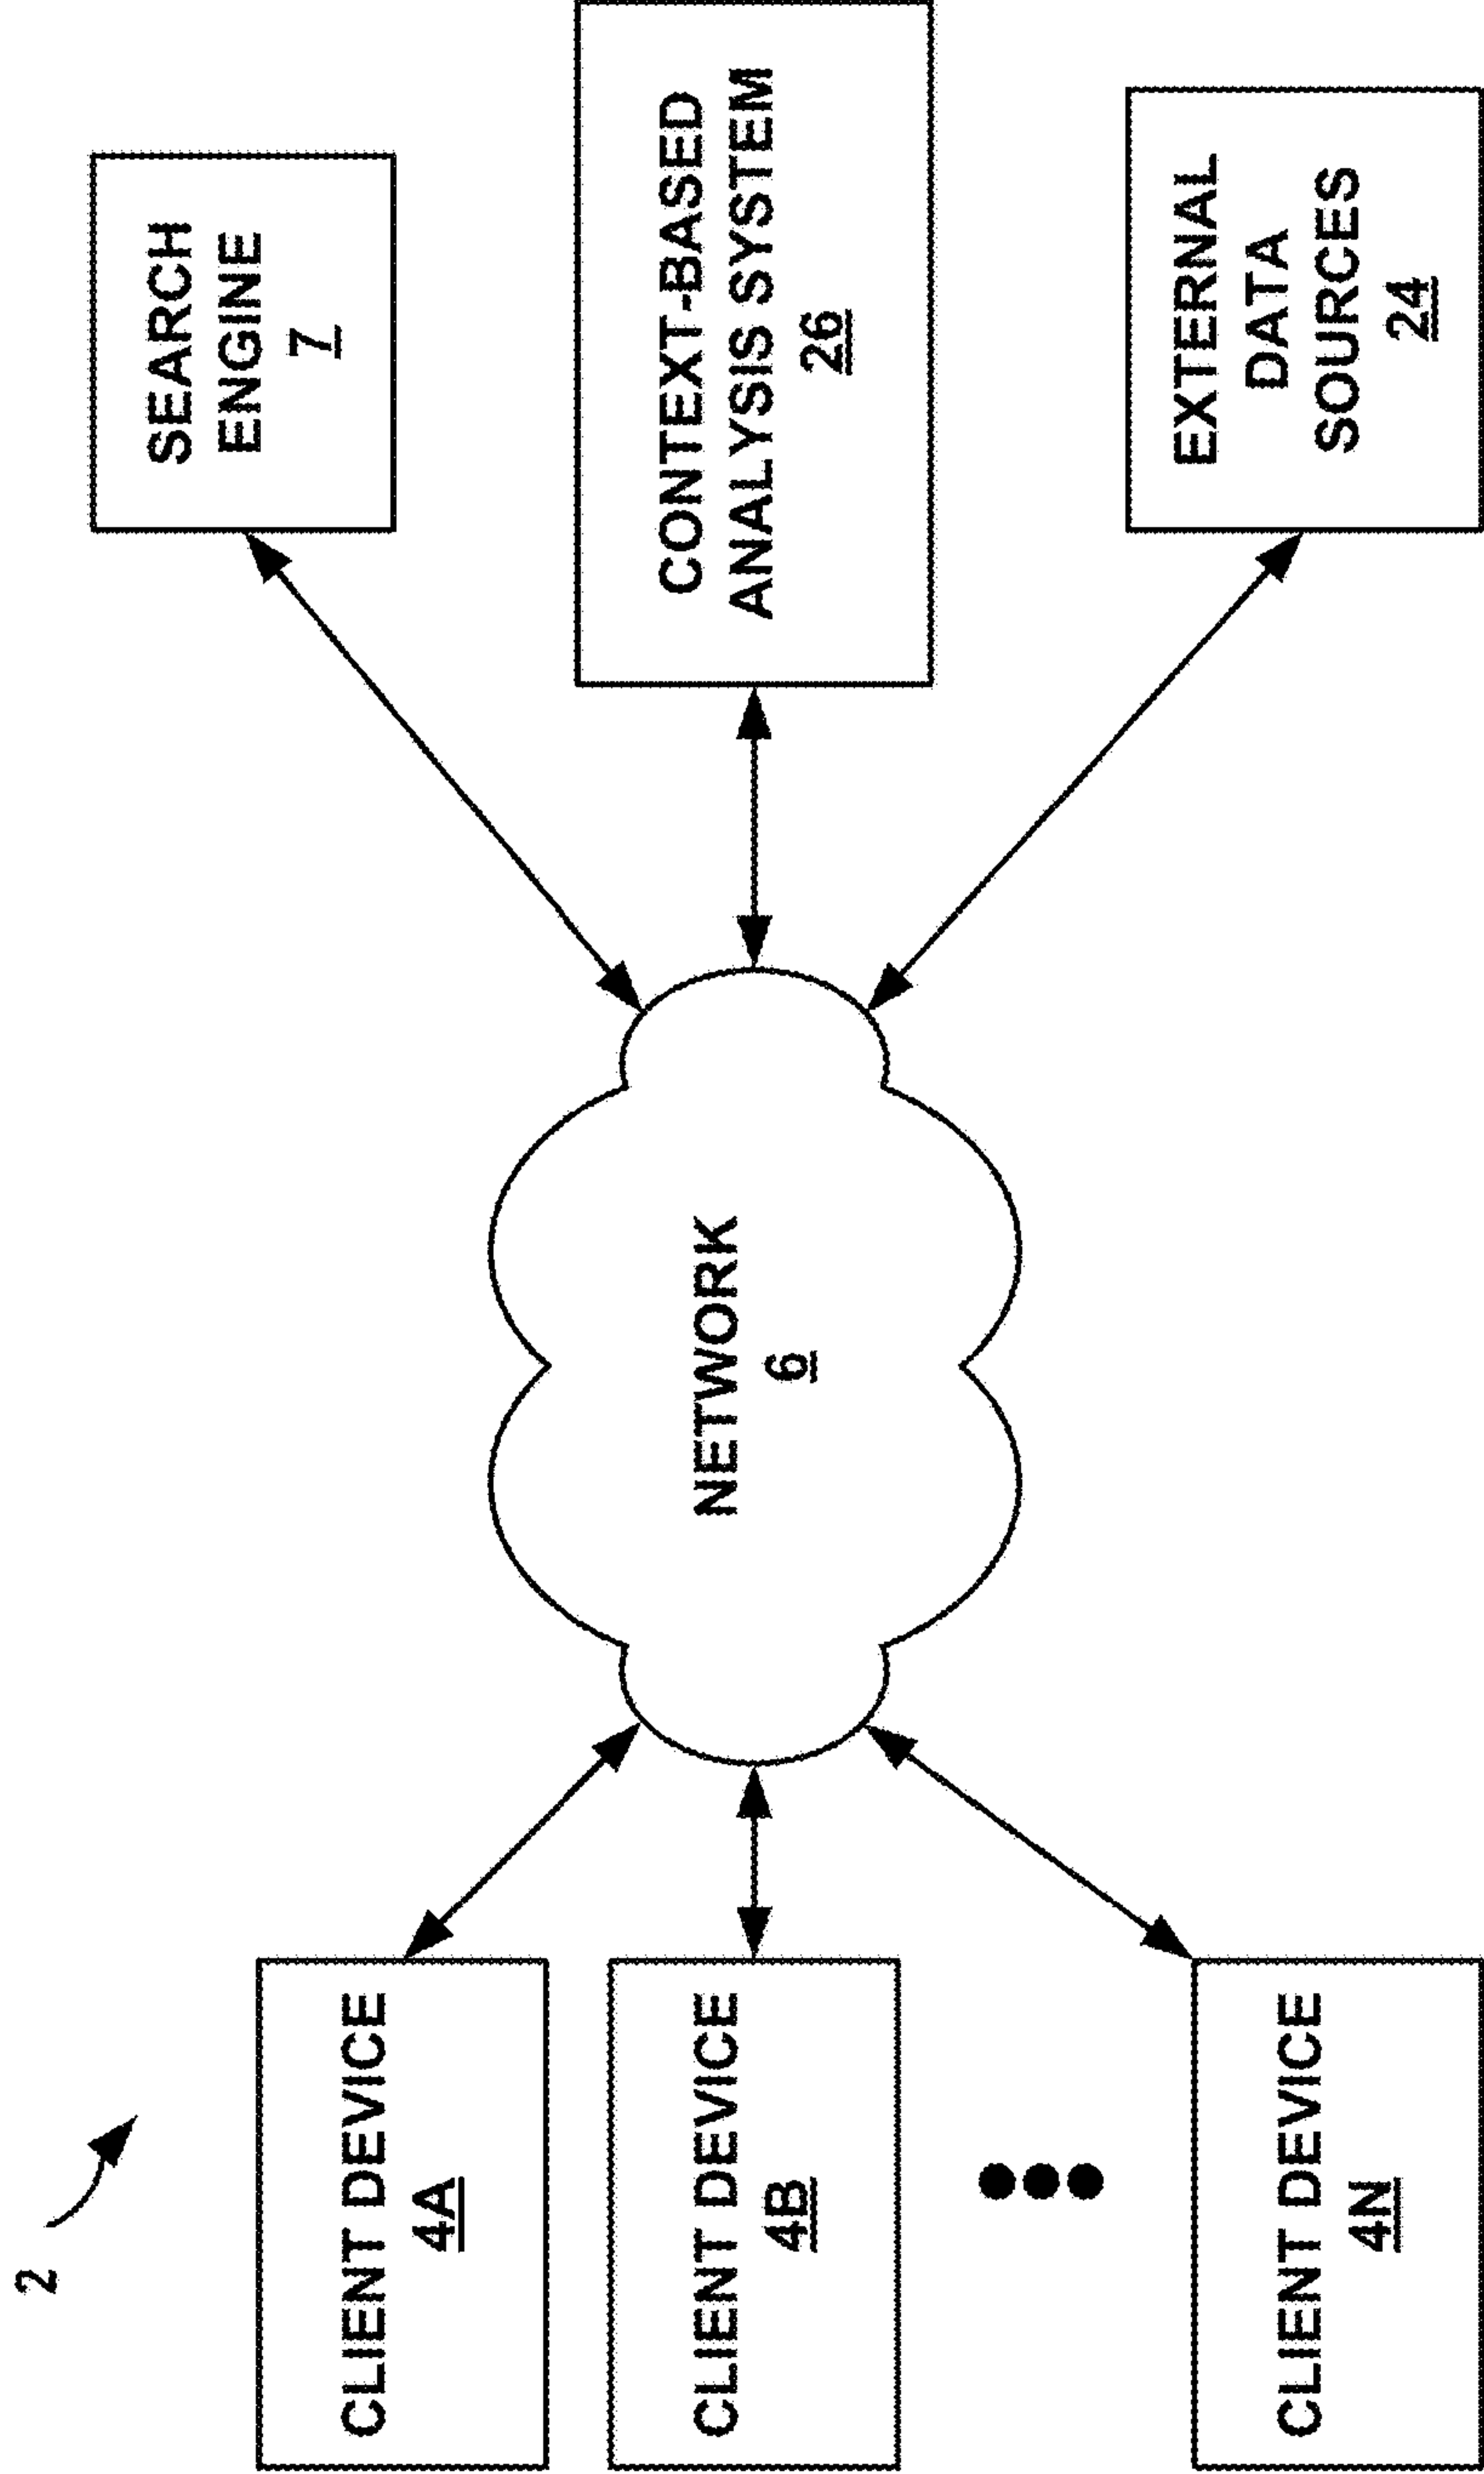 2
CLIENT DEVICE
4A
CLIENT DEVICE
4B
CLIENT DEVICE
4N
NETWORK
6
SEARCH
ENGINE
7
CONTEXT-BASED
ANALYSIS SYSTEM
26
EXTERNAL
DATA
SOURCES
24